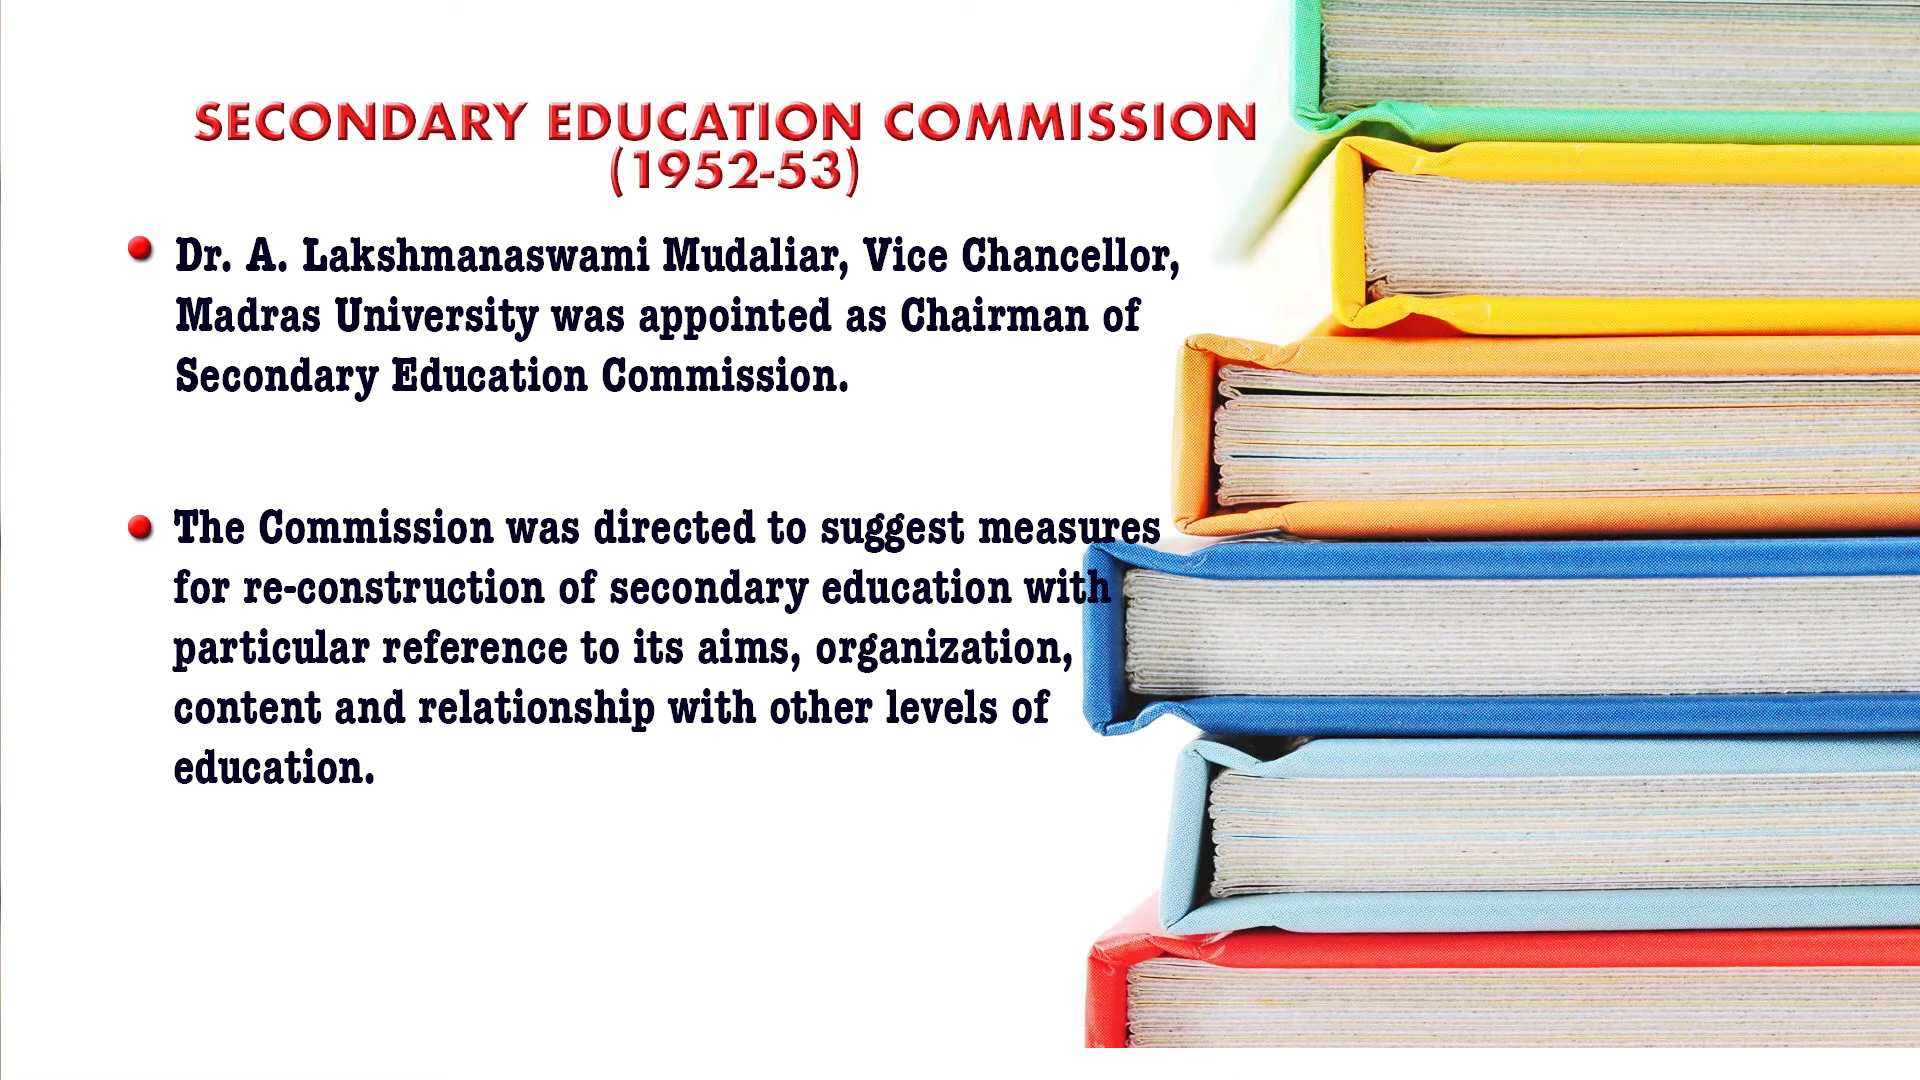 SECONDARY EDUCATION COMMISSION
(1952-53)
Dr. A. Lakshmanaswami Mudaliar, Vice Chancellor,
Madras University was appointed as Chairman of
Secondary Education Commission.
The Commission was directed to suggest measures
for re-construction of secondary education with
particular reference to its aims, organization,
content and relationship with other levels of
education.